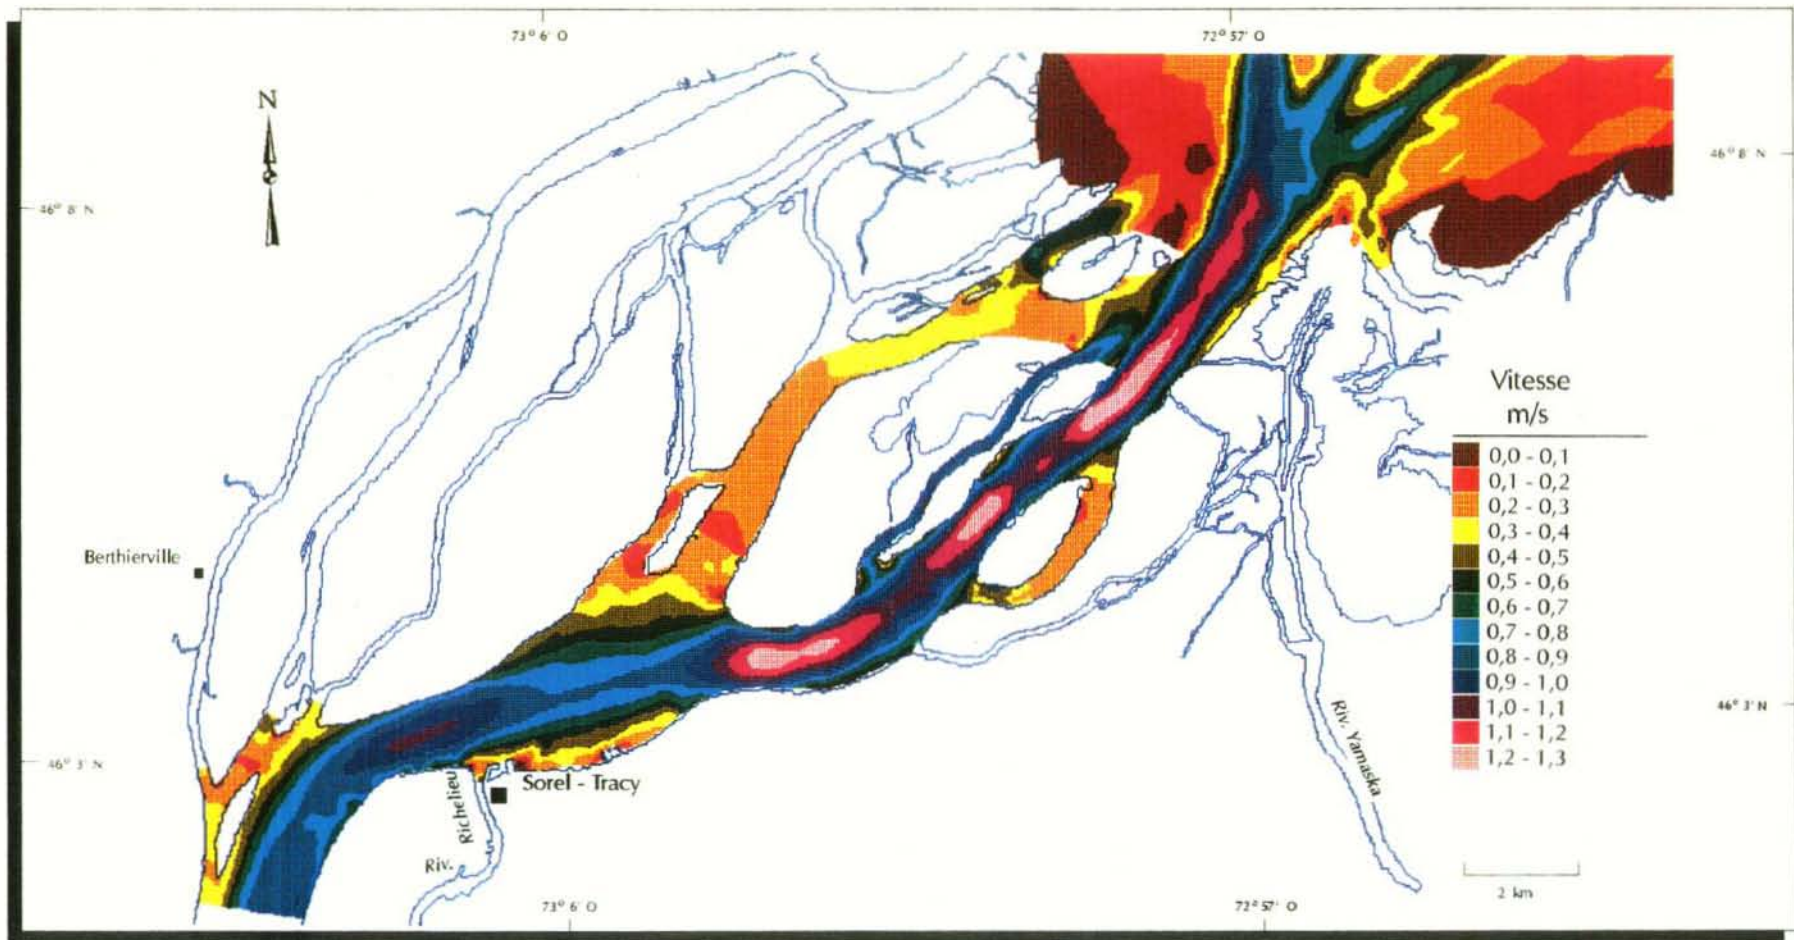 73° 6' O
72° 57' O
N
46° 8' N
46° 8' N
Vitesse
m/s
0,0 - 0,1
0,1 - 0,2
0,2 - 0,3
0,3 - 0,4
0,4 - 0,5
0,5 - 0,6
0,6 - 0,7
0,7 - 0,8
0,8 - 0,9
0,9 - 1,0
1,0 - 1,1
1,1 - 1,2
1,2 - 1,3
Berthierville
46° 3' N
46° 3' N
Sorel - Tracy
Riv. Richelieu
Riv. Yamaska
2 km
73° 6' O
72° 57' O